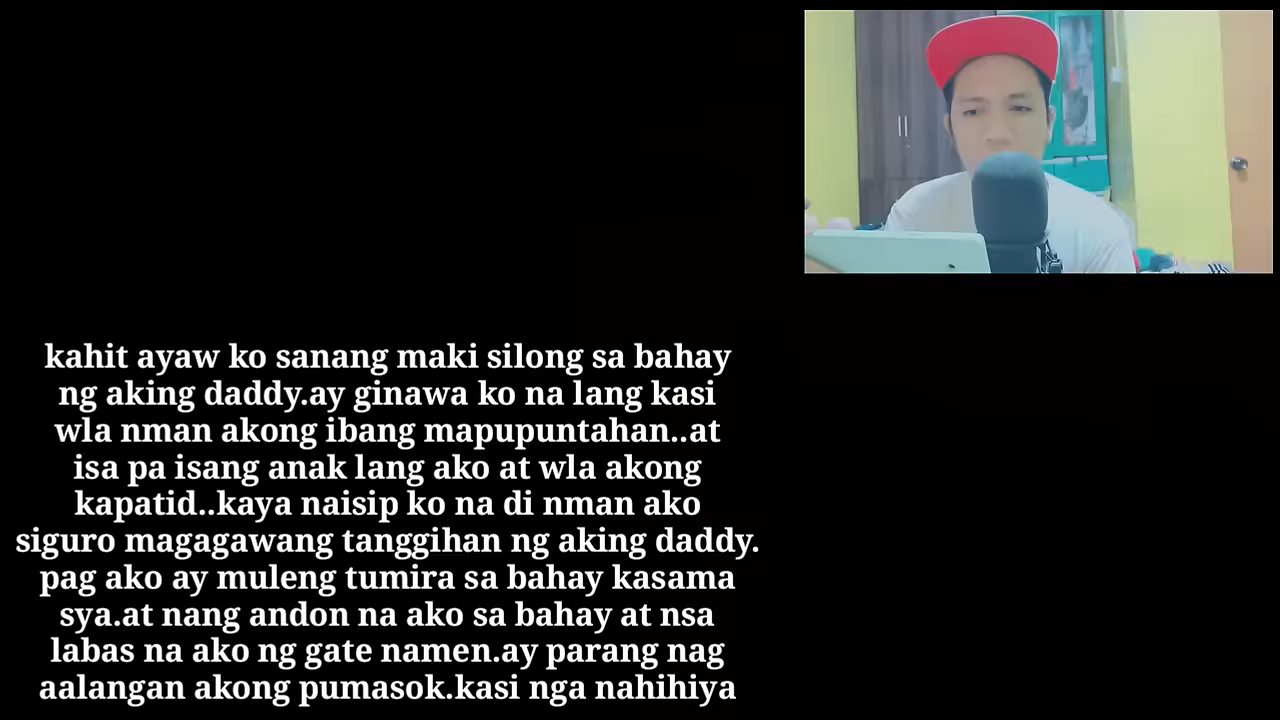 kahit ayaw ko sanang maki silong sa bahay
ng aking daddy.ay ginawa ko na lang kasi
wla nman akong ibang mapupuntahan..at
isa pa isang anak lang ako at wla akong
kapatid..kaya naisip ko na di nman ako
siguro magagawang tanggihan ng aking daddy.
pag ako ay muleng tumira sa bahay kasama
sya.at nang andon na ako sa bahay at nsa
labas na ako ng gate namen.ay parang nag
aalangan akong pumasok.kasi nga nahihiya